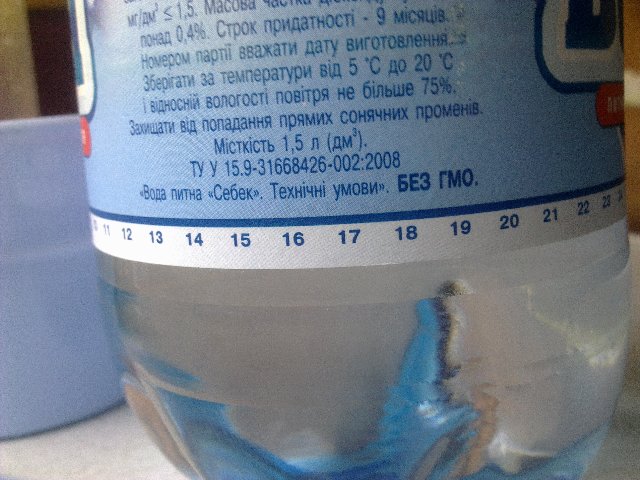 мг/дм³ ≤ 1,5. Масова частка
понад 0,4%. Строк придатності - 9 місяців.
Номером партії вважати дату виготовлення.
Зберігати за температури від 5 °С до 20 °С
і відносній вологості повітря не більше 75%.
Захищати від попадання прямих сонячних променів.
Місткість 1,5 л (дм³).
ТУ У 15.9-31668426-002:2008
«Вода питна «Себек». Технічні умови». БЕЗ ГМО.
11 12 13 14 15 16 17 18 19 20 21 22 23